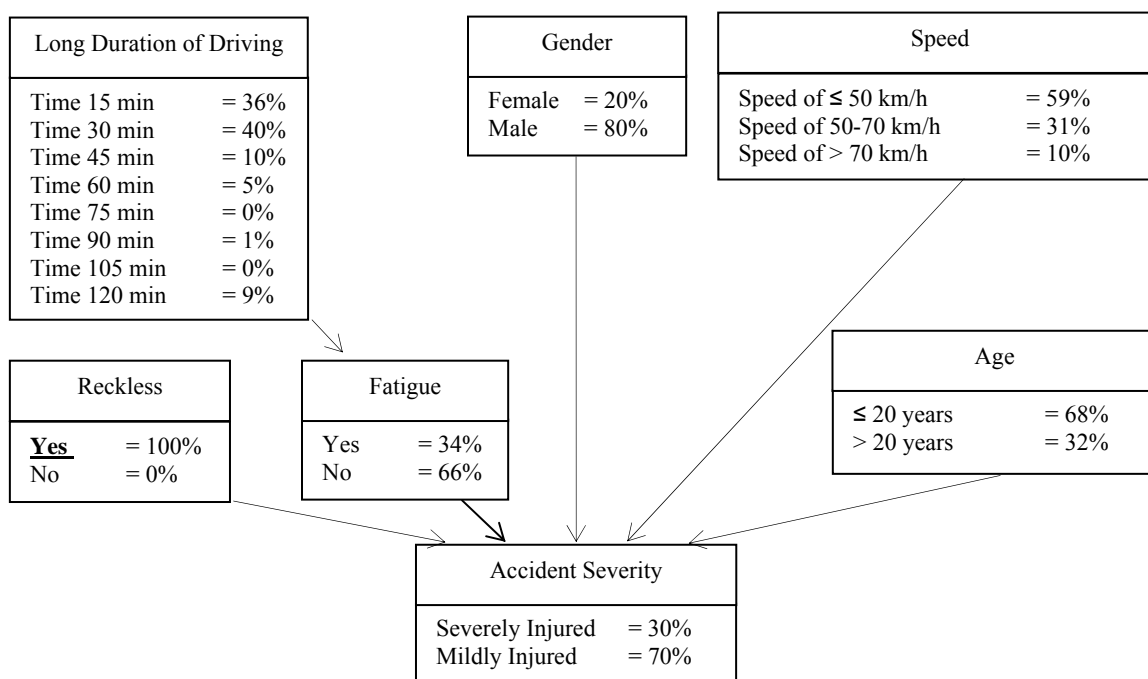 Long Duration of Driving
Time 15 min = 36%
Time 30 min = 40%
Time 45 min = 10%
Time 60 min = 5%
Time 75 min = 0%
Time 90 min = 1%
Time 105 min = 0%
Time 120 min = 9%
Gender
Female = 20%
Male = 80%
Speed
Speed of ≤ 50 km/h = 59%
Speed of 50-70 km/h = 31%
Speed of > 70 km/h = 10%
Reckless
Yes = 100%
No = 0%
Fatigue
Yes = 34%
No = 66%
Age
≤ 20 years = 68%
> 20 years = 32%
Accident Severity
Severely Injured = 30%
Mildly Injured = 70%